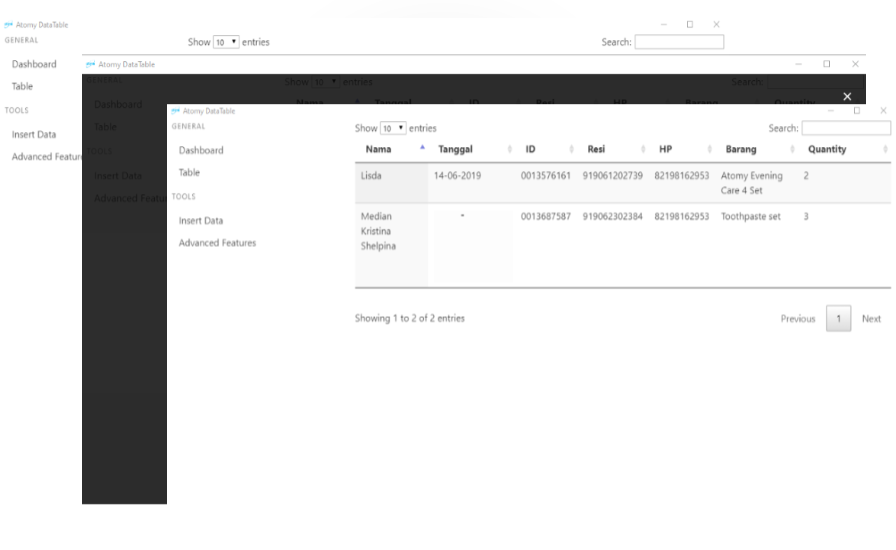 Atomy DataTable
GENERAL
Show 10 entries
Search:
Dashboard
Table
TOOLS
Insert Data
Advanced Featur
Atomy DataTable
GENERAL
Show 10 entries
Search:
Dashboard
Nama Tanggal ID Resi HP Barang Quantity
Table
TOOLS
Insert Data
Advanced Featu
Atomy DataTable
GENERAL
Show 10 entries
Search:
Dashboard
Table
TOOLS
Insert Data
Advanced Features
Nama Tanggal ID Resi HP Barang Quantity
Lisda 14-06-2019 0013576161 919061202739 82198162953 Atomy Evening 2
Care 4 Set
Median - 0013687587 919062302384 82198162953 Toothpaste set 3
Kristina
Shelpina
Showing 1 to 2 of 2 entries
Previous 1 Next